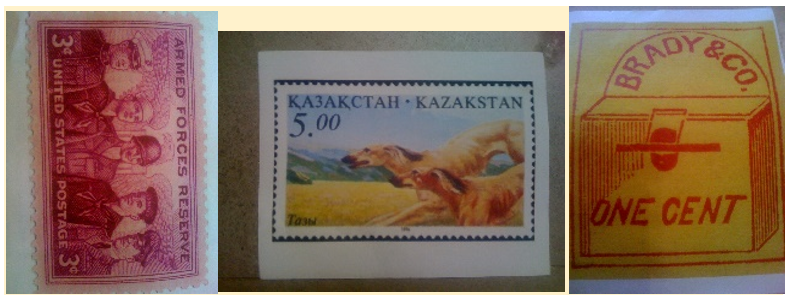 3¢ UNITED STATES POSTAGE 3¢
ARMED FORCES RESERVE
ҚАЗАҚСТАН · KAZAKSTAN
5.00
Тазы
BRADY & CO.
ONE CENT